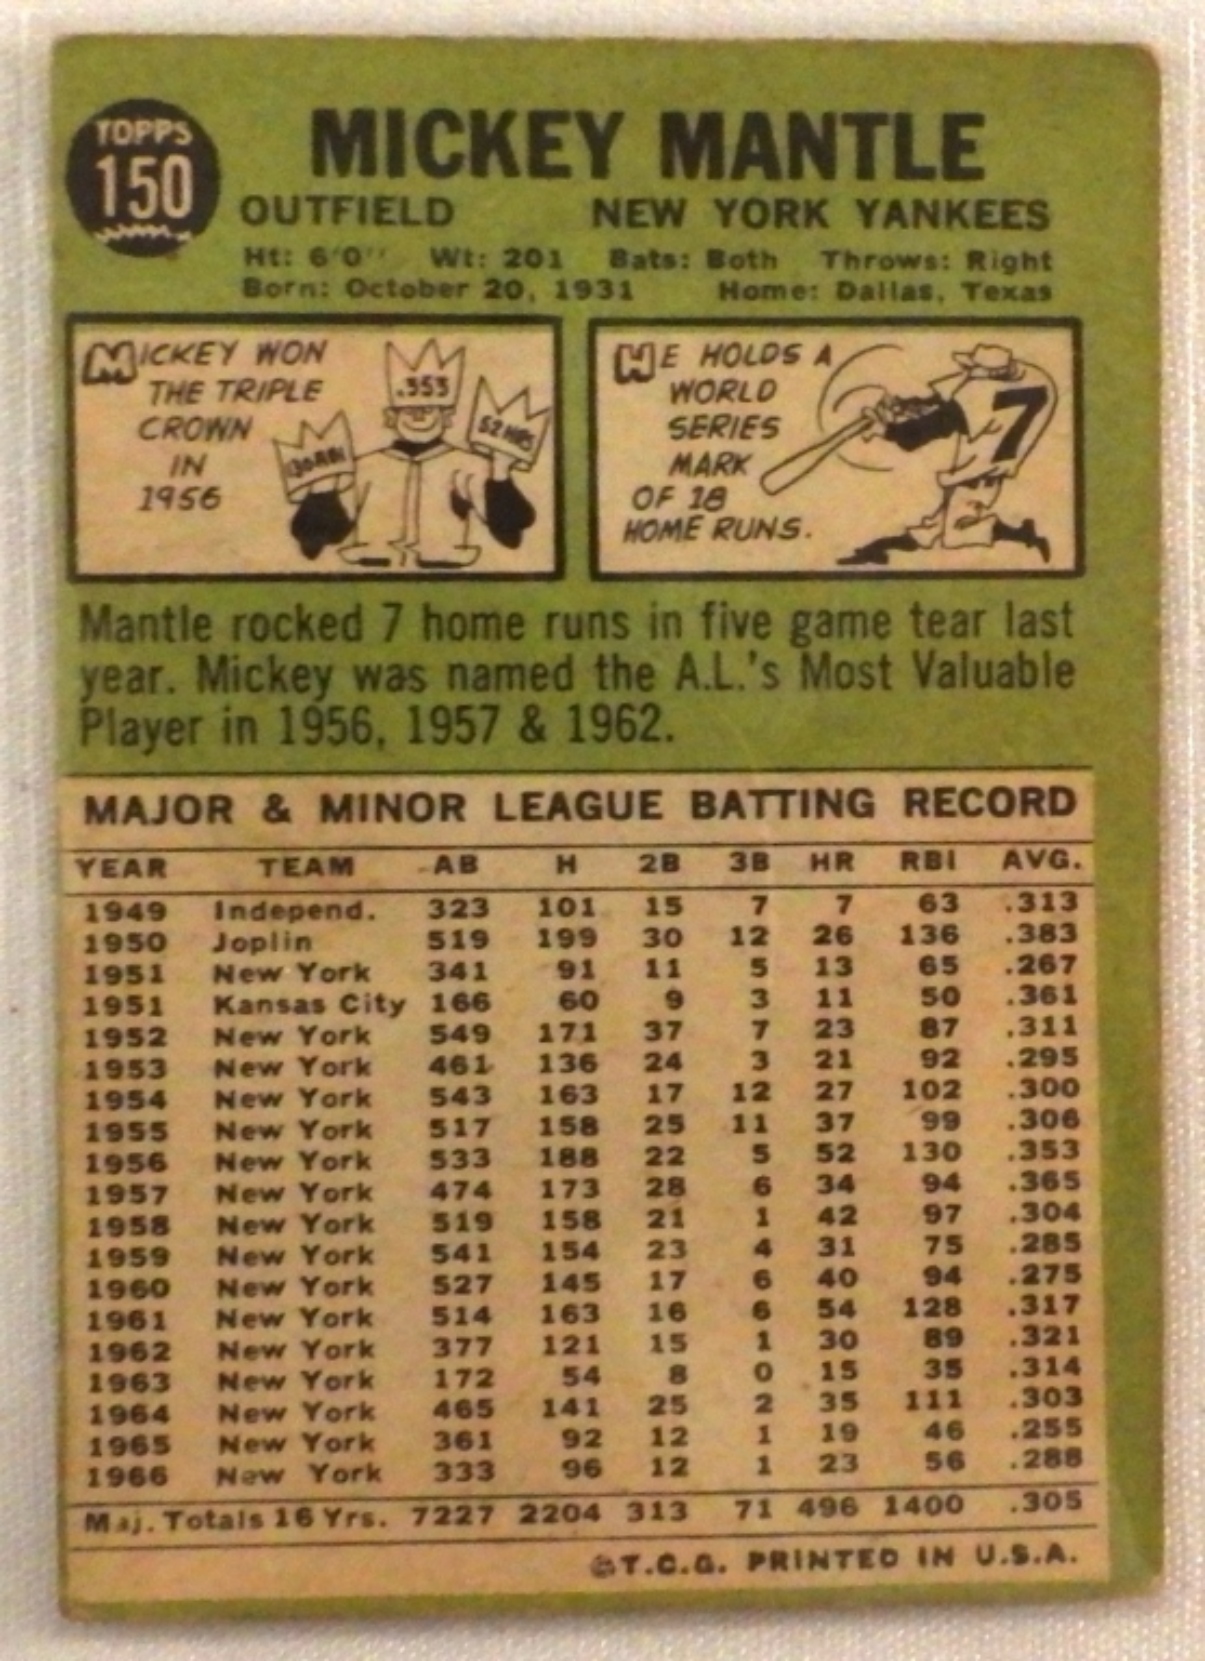 TOPPS
150
MICKEY MANTLE
OUTFIELD NEW YORK YANKEES
Ht: 6'0'' Wt: 201 Bats: Both Throws: Right
Born: October 20, 1931 Home: Dallas, Texas
MICKEY WON
THE TRIPLE
CROWN
IN
1956
.353
130 RBI
52 HRS
HE HOLDS A
WORLD
SERIES
MARK
OF 18
HOME RUNS.
7
Mantle rocked 7 home runs in five game tear last
year. Mickey was named the A.L.'s Most Valuable
Player in 1956, 1957 & 1962.
MAJOR & MINOR LEAGUE BATTING RECORD
YEAR TEAM AB H 2B 3B HR RBI AVG.
1949 Independ. 323 101 15 7 7 63 .313
1950 Joplin 519 199 30 12 26 136 .383
1951 New York 341 91 11 5 13 65 .267
1951 Kansas City 166 60 9 3 11 50 .361
1952 New York 549 171 37 7 23 87 .311
1953 New York 461 136 24 3 21 92 .295
1954 New York 543 163 17 12 27 102 .300
1955 New York 517 158 25 11 37 99 .306
1956 New York 533 188 22 5 52 130 .353
1957 New York 474 173 28 6 34 94 .365
1958 New York 519 158 21 1 42 97 .304
1959 New York 541 154 23 4 31 75 .285
1960 New York 527 145 17 6 40 94 .275
1961 New York 514 163 16 6 54 128 .317
1962 New York 377 121 15 1 30 89 .321
1963 New York 172 54 8 0 15 35 .314
1964 New York 465 141 25 2 35 111 .303
1965 New York 361 92 12 1 19 46 .255
1966 New York 333 96 12 1 23 56 .288
Maj. Totals 16 Yrs. 7227 2204 313 71 496 1400 .305
©T.C.G. PRINTED IN U.S.A.